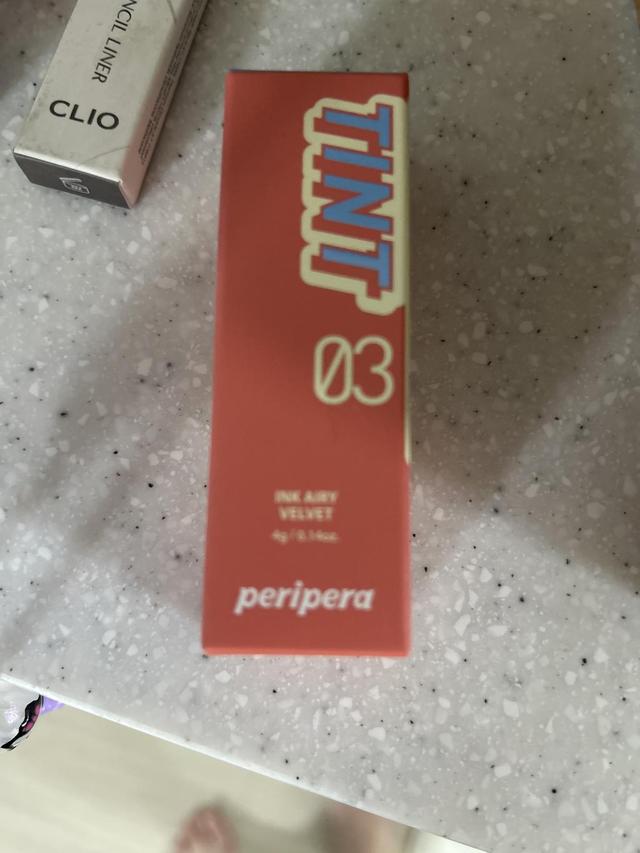 NCIL LINER
CLIO
TINT
03
INK AIRY
VELVET
4g / 0.14oz.
peripera